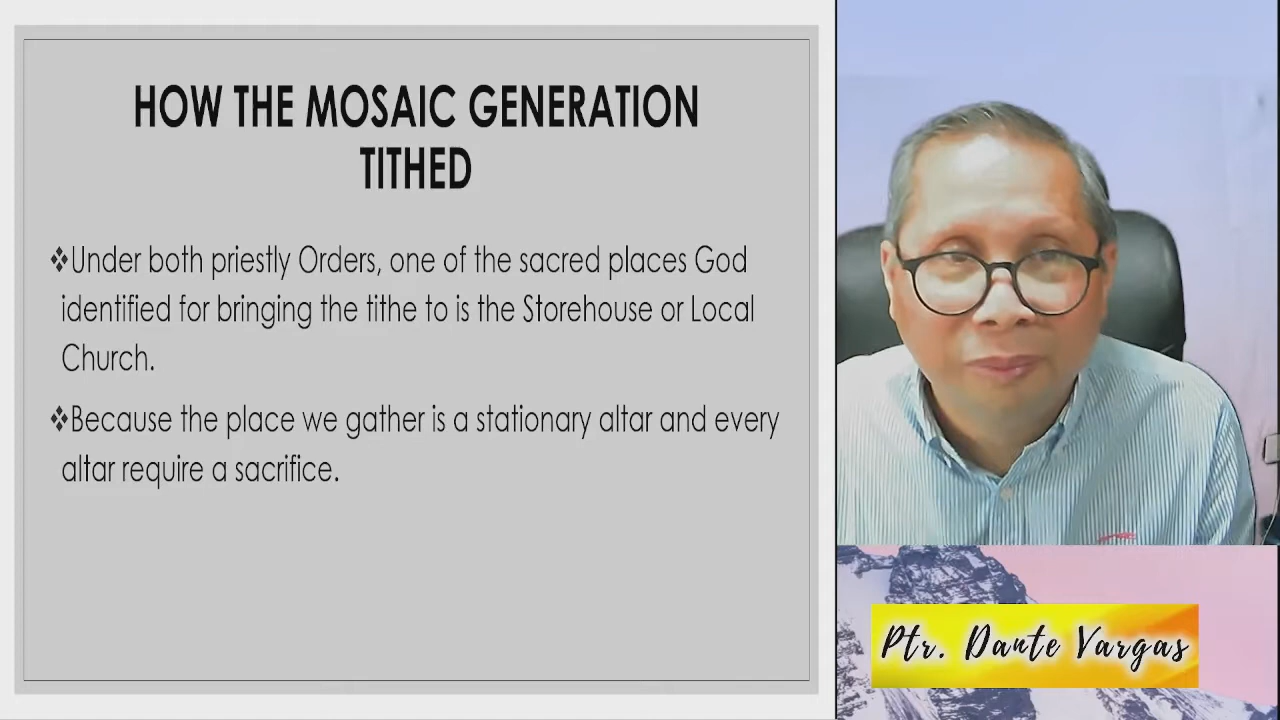 HOW THE MOSAIC GENERATION
TITHED
❖Under both priestly Orders, one of the sacred places God
identified for bringing the tithe to is the Storehouse or Local
Church.
❖Because the place we gather is a stationary altar and every
altar require a sacrifice.
Ptr. Dante Vargas